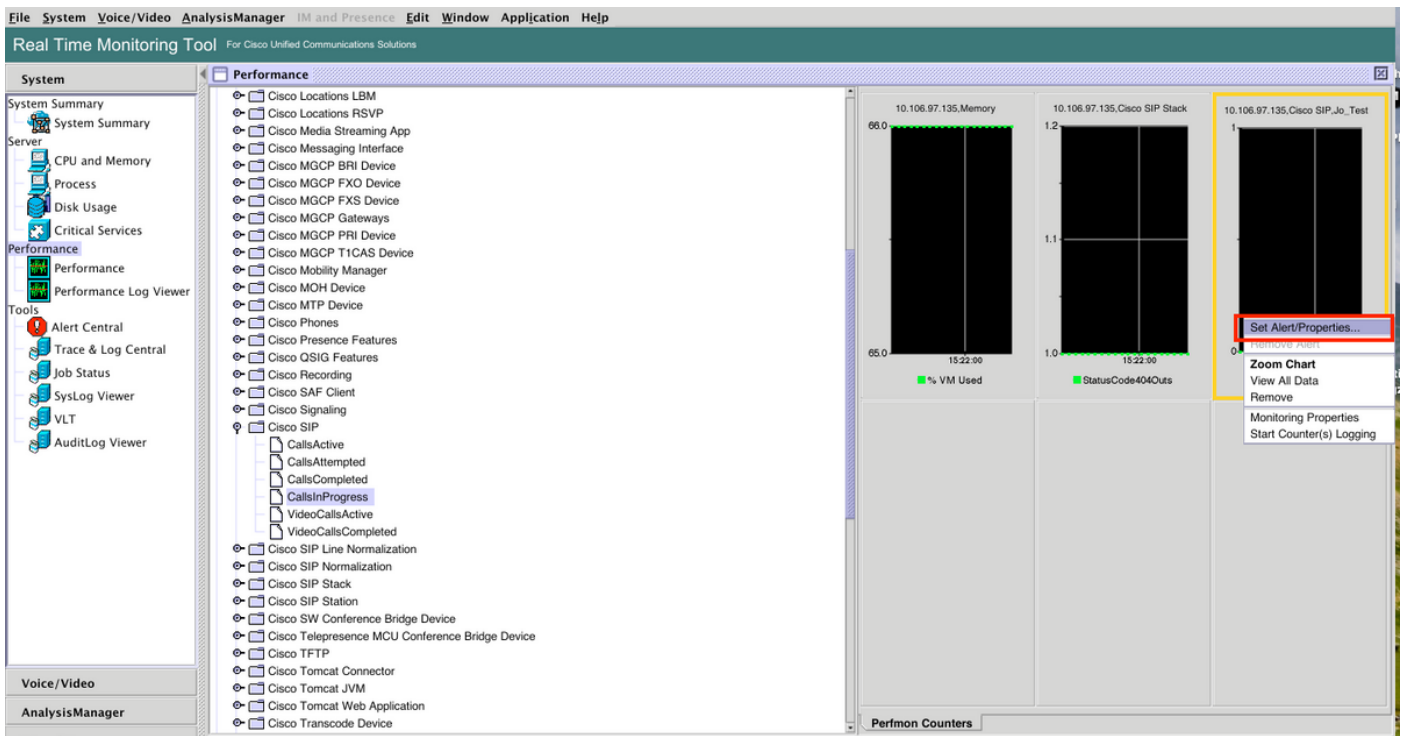 File System Voice/Video AnalysisManager IM and Presence Edit Window Application Help
Real Time Monitoring Tool For Cisco Unified Communications Solutions
System
System Summary
System Summary
Server
CPU and Memory
Process
Disk Usage
Critical Services
Performance
Performance
Performance Log Viewer
Tools
Alert Central
Trace & Log Central
Job Status
SysLog Viewer
VLT
AuditLog Viewer
Voice/Video
AnalysisManager
Performance
Cisco Locations LBM
Cisco Locations RSVP
Cisco Media Streaming App
Cisco Messaging Interface
Cisco MGCP BRI Device
Cisco MGCP FXO Device
Cisco MGCP FXS Device
Cisco MGCP Gateways
Cisco MGCP PRI Device
Cisco MGCP T1CAS Device
Cisco Mobility Manager
Cisco MOH Device
Cisco MTP Device
Cisco Phones
Cisco Presence Features
Cisco QSIG Features
Cisco Recording
Cisco SAF Client
Cisco Signaling
Cisco SIP
CallsActive
CallsAttempted
CallsCompleted
CallsInProgress
VideoCallsActive
VideoCallsCompleted
Cisco SIP Line Normalization
Cisco SIP Normalization
Cisco SIP Stack
Cisco SIP Station
Cisco SW Conference Bridge Device
Cisco Telepresence MCU Conference Bridge Device
Cisco TFTP
Cisco Tomcat Connector
Cisco Tomcat JVM
Cisco Tomcat Web Application
Cisco Transcode Device
10.106.97.135,Memory
66.0
65.0
15:22:00
% VM Used
10.106.97.135,Cisco SIP Stack
1.2
1.1
1.0
15:22:00
StatusCode404Outs
10.106.97.135,Cisco SIP,Jo_Test
1
0
Set Alert/Properties...
Remove Alert
Zoom Chart
View All Data
Remove
Monitoring Properties
Start Counter(s) Logging
Perfmon Counters